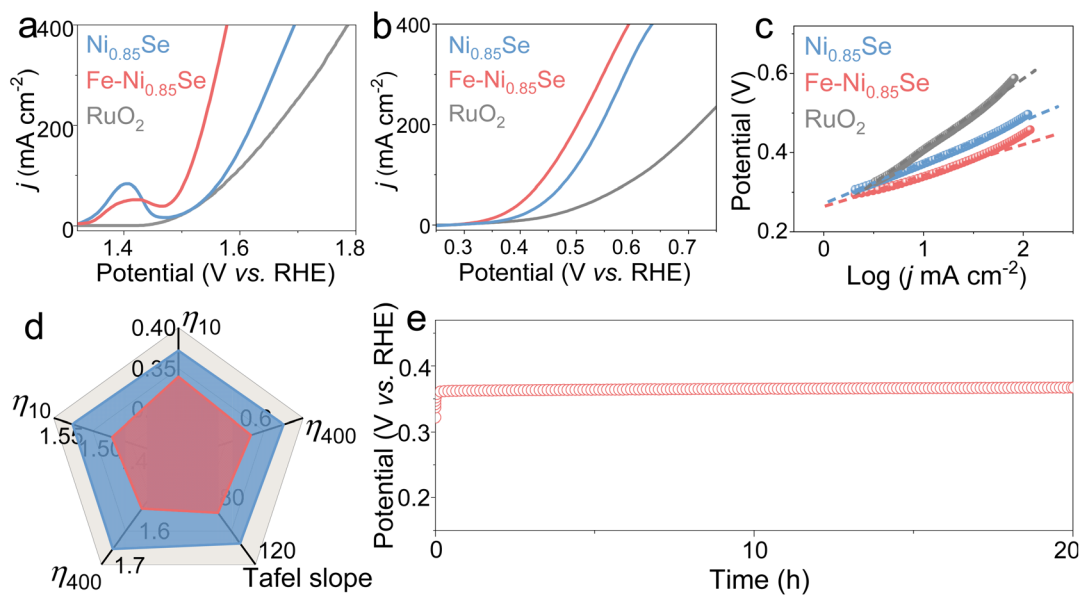 a
400
200
0
j (mA cm-2)
Ni0.85Se
Fe-Ni0.85Se
RuO2
1.4
1.6
1.8
Potential (V vs. RHE)
b
400
200
0
j (mA cm-2)
Ni0.85Se
Fe-Ni0.85Se
RuO2
0.3
0.4
0.5
0.6
0.7
Potential (V vs. RHE)
c
0.6
0.4
0.2
Potential (V)
Ni0.85Se
Fe-Ni0.85Se
RuO2
0
1
2
Log (j mA cm-2)
d
η10
0.40
0.35
η10
1.55
1.50
0.6
η400
80
120
Tafel slope
1.6
1.7
η400
e
0.4
0.3
0.2
Potential (V vs. RHE)
0
10
20
Time (h)